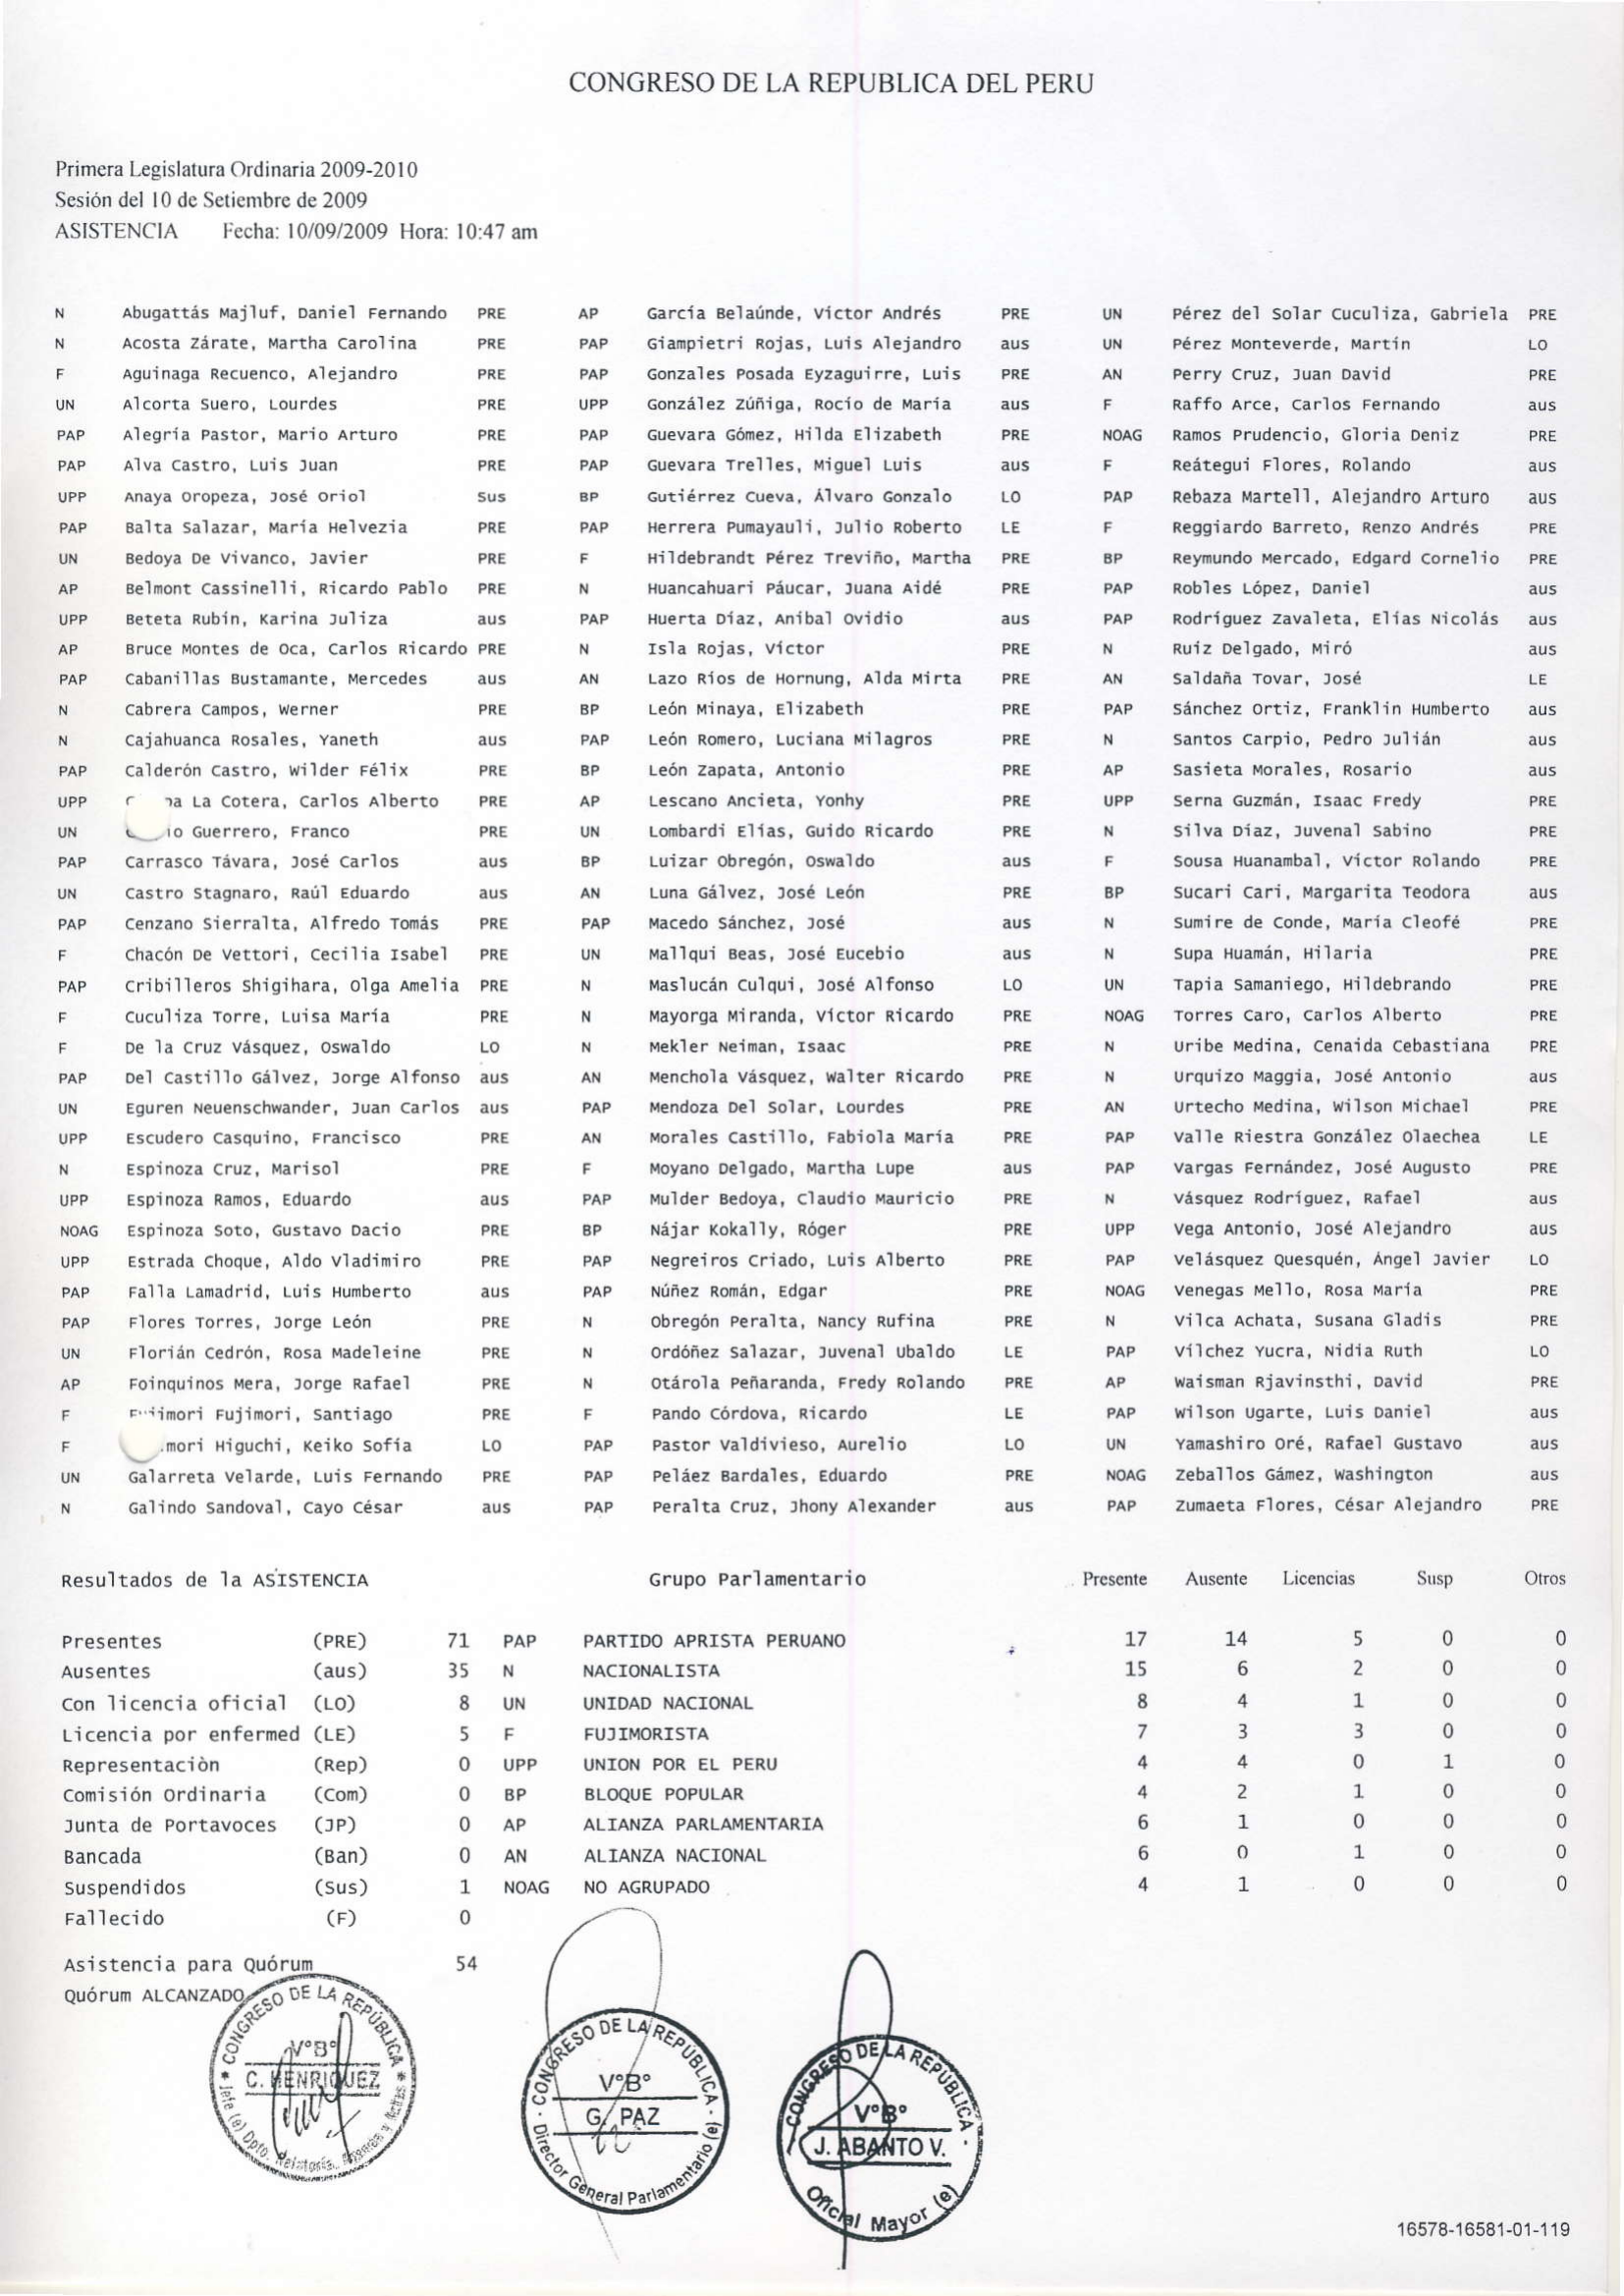 CONGRESO DE LA REPUBLICA DEL PERU
Primera Legislatura Ordinaria 2009-2010
Sesión del 10 de Setiembre de 2009
ASISTENCIA Fecha: 10/09/2009 Hora: 10:47 am
N Abugattás Majluf, Daniel Fernando PRE AP García Belaúnde, Víctor Andrés PRE UN Pérez del Solar Cuculiza, Gabriela PRE
N Acosta Zárate, Martha Carolina PRE PAP Giampietri Rojas, Luis Alejandro aus UN Pérez Monteverde, Martín LO
F Aguinaga Recuenco, Alejandro PRE PAP Gonzales Posada Eyzaguirre, Luis PRE AN Perry Cruz, Juan David PRE
UN Alcorta Suero, Lourdes PRE UPP González Zúñiga, Rocío de María aus F Raffo Arce, Carlos Fernando aus
PAP Alegría Pastor, Mario Arturo PRE PAP Guevara Gómez, Hilda Elizabeth PRE NOAG Ramos Prudencio, Gloria Deniz PRE
PAP Alva Castro, Luis Juan PRE PAP Guevara Trelles, Miguel Luis aus F Reátegui Flores, Rolando aus
UPP Anaya Oropeza, José Oriol Sus BP Gutiérrez Cueva, Álvaro Gonzalo LO PAP Rebaza Martell, Alejandro Arturo aus
PAP Balta Salazar, María Helvezia PRE PAP Herrera Pumayauli, Julio Roberto LE F Reggiardo Barreto, Renzo Andrés PRE
UN Bedoya De Vivanco, Javier PRE F Hildebrandt Pérez Treviño, Martha PRE BP Reymundo Mercado, Edgard Cornelio PRE
AP Belmont Cassinelli, Ricardo Pablo PRE N Huancahuari Páucar, Juana Aidé PRE PAP Robles López, Daniel aus
UPP Beteta Rubín, Karina Juliza aus PAP Huerta Díaz, Aníbal Ovidio aus PAP Rodríguez Zavaleta, Elías Nicolás aus
AP Bruce Montes de Oca, Carlos Ricardo PRE N Isla Rojas, Víctor PRE N Ruiz Delgado, Miró aus
PAP Cabanillas Bustamante, Mercedes aus AN Lazo Ríos de Hornung, Alda Mirta PRE AN Saldaña Tovar, José LE
N Cabrera Campos, Werner PRE BP León Minaya, Elizabeth PRE PAP Sánchez Ortiz, Franklin Humberto aus
N Cajahuanca Rosales, Yaneth aus PAP León Romero, Luciana Milagros PRE N Santos Carpio, Pedro Julián aus
PAP Calderón Castro, Wilder Félix PRE BP León Zapata, Antonio PRE AP Sasieta Morales, Rosario aus
UPP La Cotera, Carlos Alberto PRE AP Lescano Ancieta, Yonhy PRE UPP Serna Guzmán, Isaac Fredy PRE
UN Guerrero, Franco PRE UN Lombardi Elías, Guido Ricardo PRE N Silva Díaz, Juvenal Sabino PRE
PAP Carrasco Távara, José Carlos aus BP Luizar Obregón, Oswaldo aus F Sousa Huanambal, Víctor Rolando PRE
UN Castro Stagnaro, Raúl Eduardo aus AN Luna Gálvez, José León PRE BP Sucari Cari, Margarita Teodora aus
PAP Cenzano Sierralta, Alfredo Tomás PRE PAP Macedo Sánchez, José aus N Sumire de Conde, María Cleofé PRE
F Chacón De Vettori, Cecilia Isabel PRE UN Mallqui Beas, José Eucebio aus N Supa Huamán, Hilaria PRE
PAP Cribilleros Shigihara, Olga Amelia PRE N Maslucán Culqui, José Alfonso LO UN Tapia Samaniego, Hildebrando PRE
F Cuculiza Torre, Luisa María PRE N Mayorga Miranda, Víctor Ricardo PRE NOAG Torres Caro, Carlos Alberto PRE
F De la Cruz Vásquez, Oswaldo LO N Mekler Neiman, Isaac PRE N Uribe Medina, Cenaida Cebastiana PRE
PAP Del Castillo Gálvez, Jorge Alfonso aus AN Menchola Vásquez, Walter Ricardo PRE N Urquizo Maggia, José Antonio aus
UN Eguren Neuenschwander, Juan Carlos aus PAP Mendoza Del Solar, Lourdes PRE AN Urtecho Medina, Wilson Michael PRE
UPP Escudero Casquino, Francisco PRE AN Morales Castillo, Fabiola María PRE PAP Valle Riestra González Olaechea LE
N Espinoza Cruz, Marisol PRE F Moyano Delgado, Martha Lupe aus PAP Vargas Fernández, José Augusto PRE
UPP Espinoza Ramos, Eduardo aus PAP Mulder Bedoya, Claudio Mauricio PRE N Vásquez Rodríguez, Rafael aus
NOAG Espinoza Soto, Gustavo Dacio PRE BP Nájar Kokally, Róger PRE UPP Vega Antonio, José Alejandro aus
UPP Estrada Choque, Aldo Vladimiro PRE PAP Negreiros Criado, Luis Alberto PRE PAP Velásquez Quesquén, Ángel Javier LO
PAP Falla Lamadrid, Luis Humberto aus PAP Núñez Román, Edgar PRE NOAG Venegas Mello, Rosa María PRE
PAP Flores Torres, Jorge León PRE N Obregón Peralta, Nancy Rufina PRE N Vilca Achata, Susana Gladis PRE
UN Florián Cedrón, Rosa Madeleine PRE N Ordóñez Salazar, Juvenal Ubaldo LE PAP Vílchez Yucra, Nidia Ruth LO
AP Foinquinos Mera, Jorge Rafael PRE N Otárola Peñaranda, Fredy Rolando PRE AP Waisman Rjavinsthi, David PRE
F Fujimori Fujimori, Santiago PRE F Pando Córdova, Ricardo LE PAP Wilson Ugarte, Luis Daniel aus
F Higuchi, Keiko Sofía LO PAP Pastor Valdivieso, Aurelio LO UN Yamashiro Oré, Rafael Gustavo aus
UN Galarreta Velarde, Luis Fernando PRE PAP Peláez Bardales, Eduardo PRE NOAG Zeballos Gámez, Washington aus
N Galindo Sandoval, Cayo César aus PAP Peralta Cruz, Jhony Alexander aus PAP Zumaeta Flores, César Alejandro PRE
Resultados de la ASISTENCIA Grupo Parlamentario Presente Ausente Licencias Susp Otros
Presentes (PRE) 71 PAP PARTIDO APRISTA PERUANO 17 14 5 0 0
Ausentes (aus) 35 N NACIONALISTA 15 6 2 0 0
Con licencia oficial (LO) 8 UN UNIDAD NACIONAL 8 4 1 0 0
Licencia por enfermed (LE) 5 F FUJIMORISTA 7 3 3 0 0
Representaciòn (Rep) 0 UPP UNION POR EL PERU 4 4 0 1 0
Comisión Ordinaria (Com) 0 BP BLOQUE POPULAR 4 2 1 0 0
Junta de Portavoces (JP) 0 AP ALIANZA PARLAMENTARIA 6 1 0 0 0
Bancada (Ban) 0 AN ALIANZA NACIONAL 6 0 1 0 0
Suspendidos (Sus) 1 NOAG NO AGRUPADO 4 1 0 0 0
Fallecido (F) 0
Asistencia para Quórum 54
Quórum ALCANZADO
CONGRESO DE LA REPÚBLICA
V°B°
C. HENRIQUEZ
Jefe (e) Dpto. Relatoría,
CONGRESO DE LA REPÚBLICA
V°B°
G. PAZ
Director General Parlamentario (e)
CONGRESO DE LA REPÚBLICA
V°B°
J. ABANTO V.
Oficial Mayor (e)
16578-16581-01-119